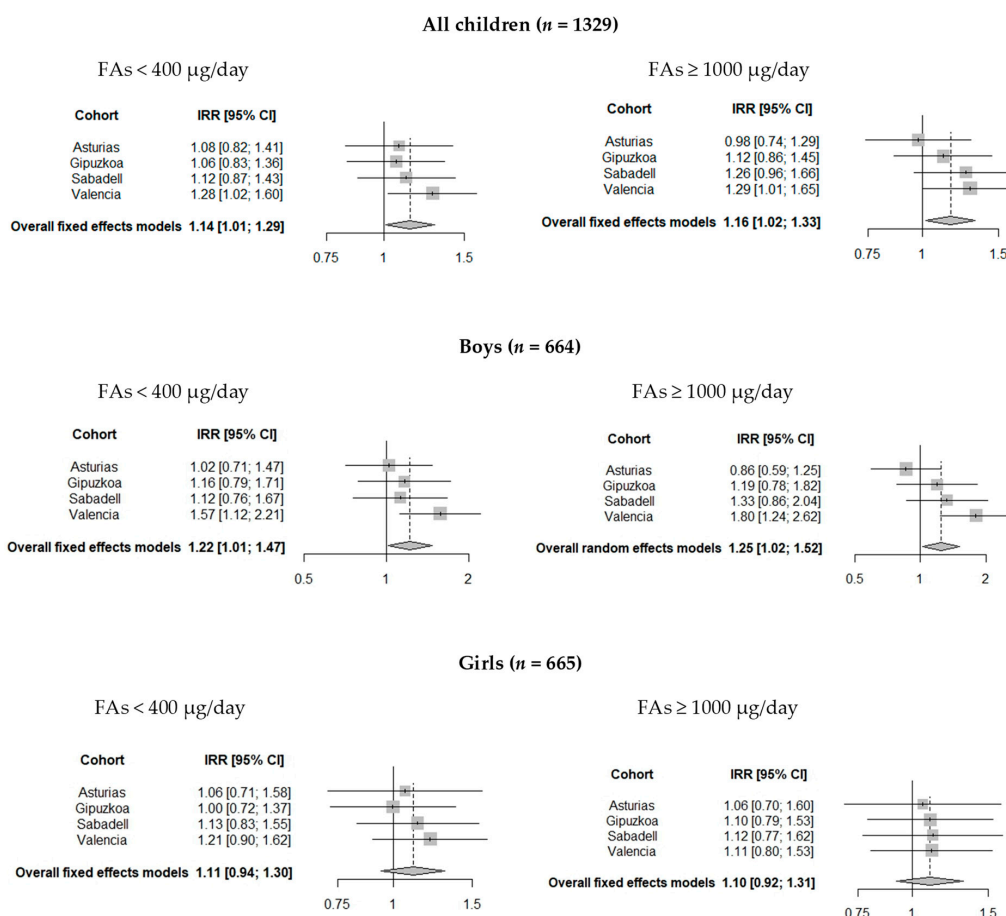 All children (n = 1329)
FAs < 400 µg/day
Cohort IRR [95% CI]
Asturias 1.08 [0.82; 1.41]
Gipuzkoa 1.06 [0.83; 1.36]
Sabadell 1.12 [0.87; 1.43]
Valencia 1.28 [1.02; 1.60]
Overall fixed effects models 1.14 [1.01; 1.29]
0.75 1 1.5
FAs ≥ 1000 µg/day
Cohort IRR [95% CI]
Asturias 0.98 [0.74; 1.29]
Gipuzkoa 1.12 [0.86; 1.45]
Sabadell 1.26 [0.96; 1.66]
Valencia 1.29 [1.01; 1.65]
Overall fixed effects models 1.16 [1.02; 1.33]
0.75 1 1.5
Boys (n = 664)
FAs < 400 µg/day
Cohort IRR [95% CI]
Asturias 1.02 [0.71; 1.47]
Gipuzkoa 1.16 [0.79; 1.71]
Sabadell 1.12 [0.76; 1.67]
Valencia 1.57 [1.12; 2.21]
Overall fixed effects models 1.22 [1.01; 1.47]
0.5 1 2
FAs ≥ 1000 µg/day
Cohort IRR [95% CI]
Asturias 0.86 [0.59; 1.25]
Gipuzkoa 1.19 [0.78; 1.82]
Sabadell 1.33 [0.86; 2.04]
Valencia 1.80 [1.24; 2.62]
Overall random effects models 1.25 [1.02; 1.52]
0.5 1 2
Girls (n = 665)
FAs < 400 µg/day
Cohort IRR [95% CI]
Asturias 1.06 [0.71; 1.58]
Gipuzkoa 1.00 [0.72; 1.37]
Sabadell 1.13 [0.83; 1.55]
Valencia 1.21 [0.90; 1.62]
Overall fixed effects models 1.11 [0.94; 1.30]
0.75 1 1.5
FAs ≥ 1000 µg/day
Cohort IRR [95% CI]
Asturias 1.06 [0.70; 1.60]
Gipuzkoa 1.10 [0.79; 1.53]
Sabadell 1.12 [0.77; 1.62]
Valencia 1.11 [0.80; 1.53]
Overall fixed effects models 1.10 [0.92; 1.31]
0.75 1 1.5